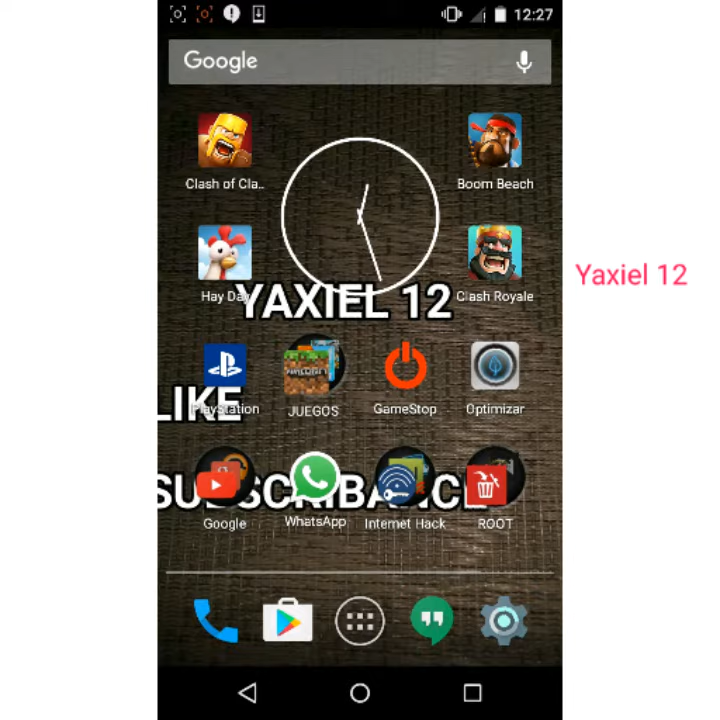 12:27
Google
Clash of Cla..
Boom Beach
Hay Day
Clash Royale
YAXIEL 12
Yaxiel 12
PlayStation
JUEGOS
GameStop
Optimizar
LIKE
SUBSCRIBANCE
Google
WhatsApp
Internet Hack
ROOT